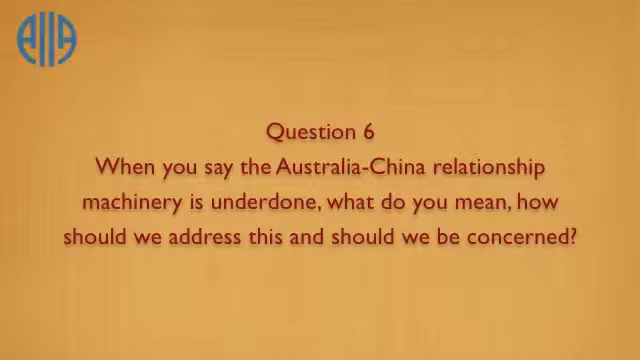 AIIA
Question 6
When you say the Australia-China relationship
machinery is underdone, what do you mean, how
should we address this and should we be concerned?